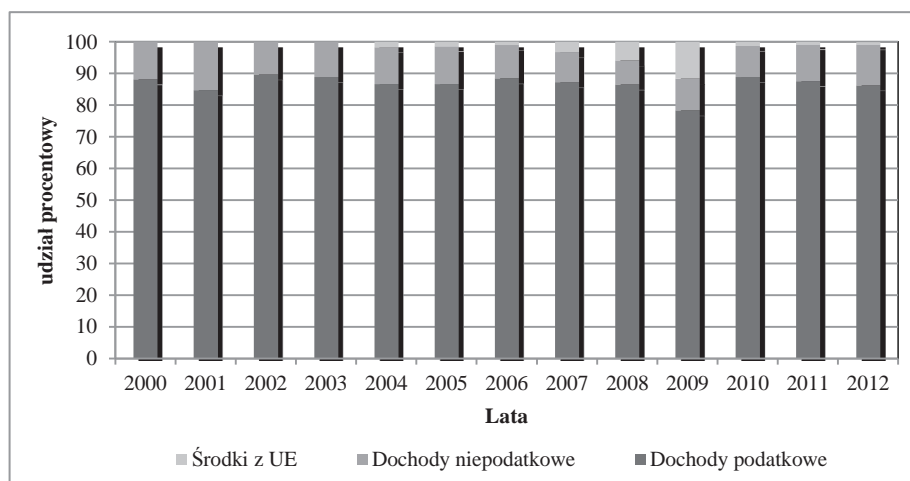 100
90
80
70
60
50
40
30
20
10
0
udział procentowy
2000 2001 2002 2003 2004 2005 2006 2007 2008 2009 2010 2011 2012
Lata
Środki z UE Dochody niepodatkowe Dochody podatkowe